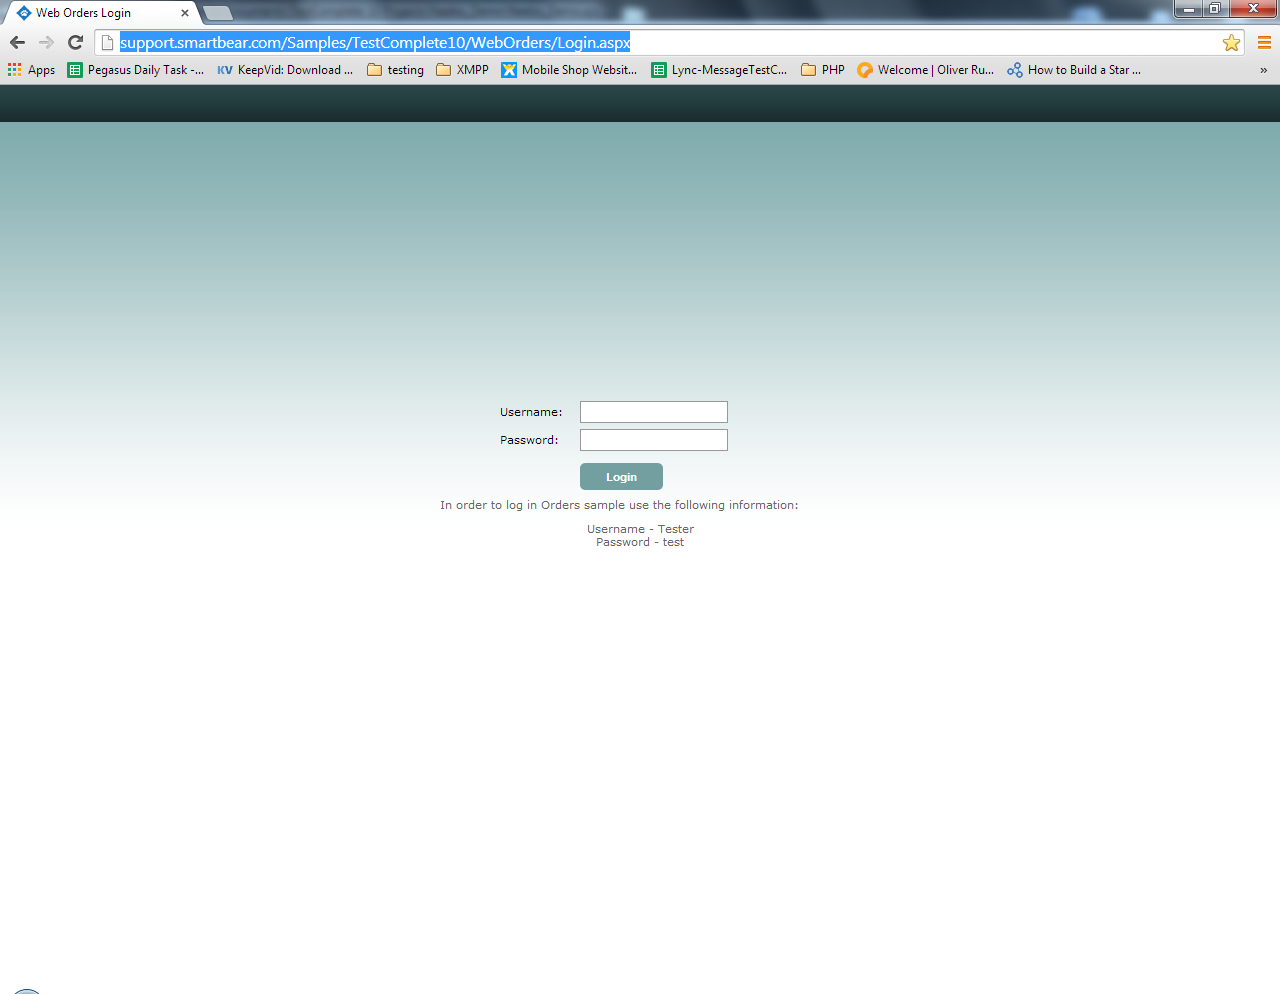 Web Orders Login
support.smartbear.com/Samples/TestComplete10/WebOrders/Login.aspx
Apps Pegasus Daily Task -... KV KeepVid: Download ... testing XMPP Mobile Shop Websit... Lync-MessageTestC... PHP Welcome | Oliver Ru... How to Build a Star ... »
Username:
Password:
Login
In order to log in Orders sample use the following information:
Username - Tester
Password - test